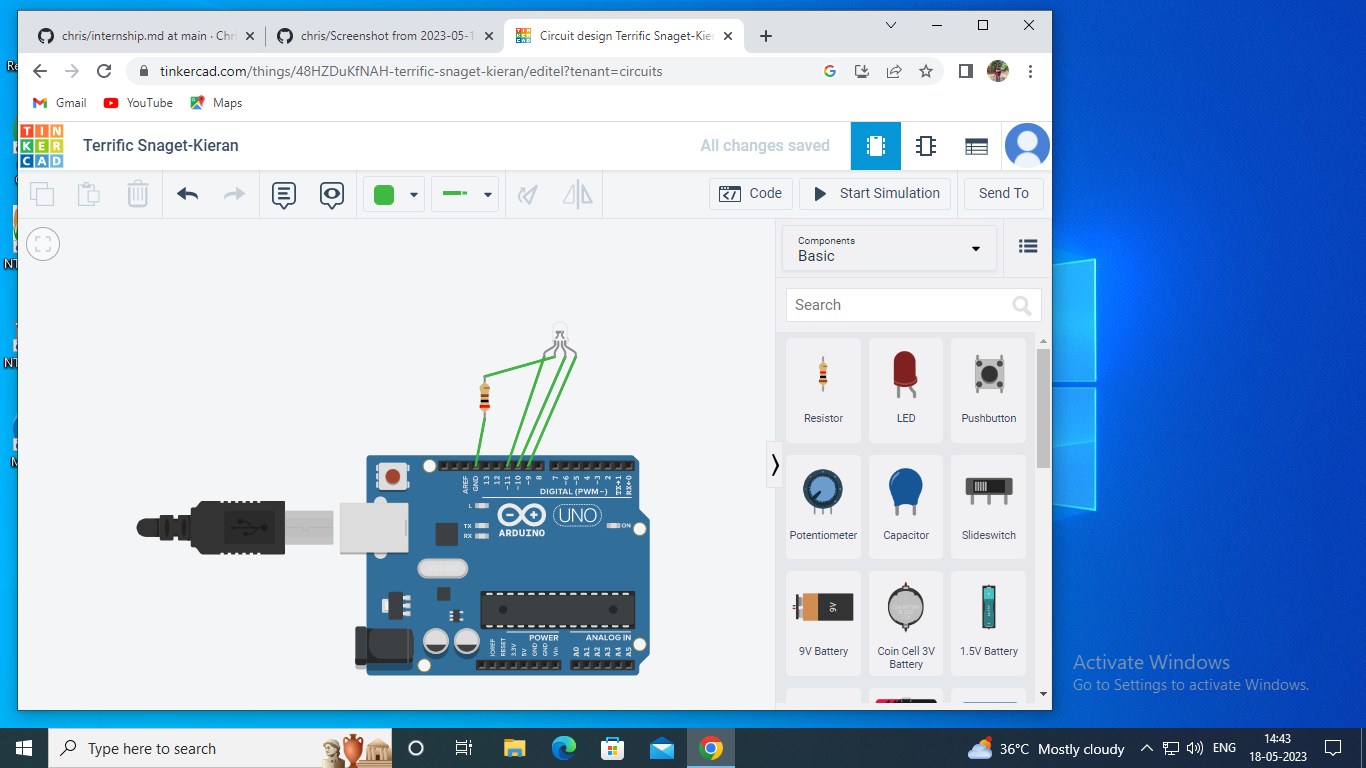 chris/internship.md at main · Chri
chris/Screenshot from 2023-05-1
Circuit design Terrific Snaget-Kier
tinkercad.com/things/48HZDuKfNAH-terrific-snaget-kieran/editel?tenant=circuits
Gmail
YouTube
Maps
TIN
KER
CAD
Terrific Snaget-Kieran
All changes saved
Code
Start Simulation
Send To
Components
Basic
Search
Resistor
LED
Pushbutton
Potentiometer
Capacitor
Slideswitch
9V
9V Battery
Coin Cell 3V
Battery
1.5V Battery
AREF
GND
13
12
~11
~10
~9
8
7
~6
~5
4
~3
2
TX→1
RX←0
DIGITAL (PWM~)
L
TX
RX
UNO
ARDUINO
ON
POWER
ANALOG IN
IOREF
RESET
3.3V
5V
GND
GND
Vin
A0
A1
A2
A3
A4
A5
Re
NT
NT
M
Activate Windows
Go to Settings to activate Windows.
Type here to search
36°C Mostly cloudy
ENG
14:43
18-05-2023